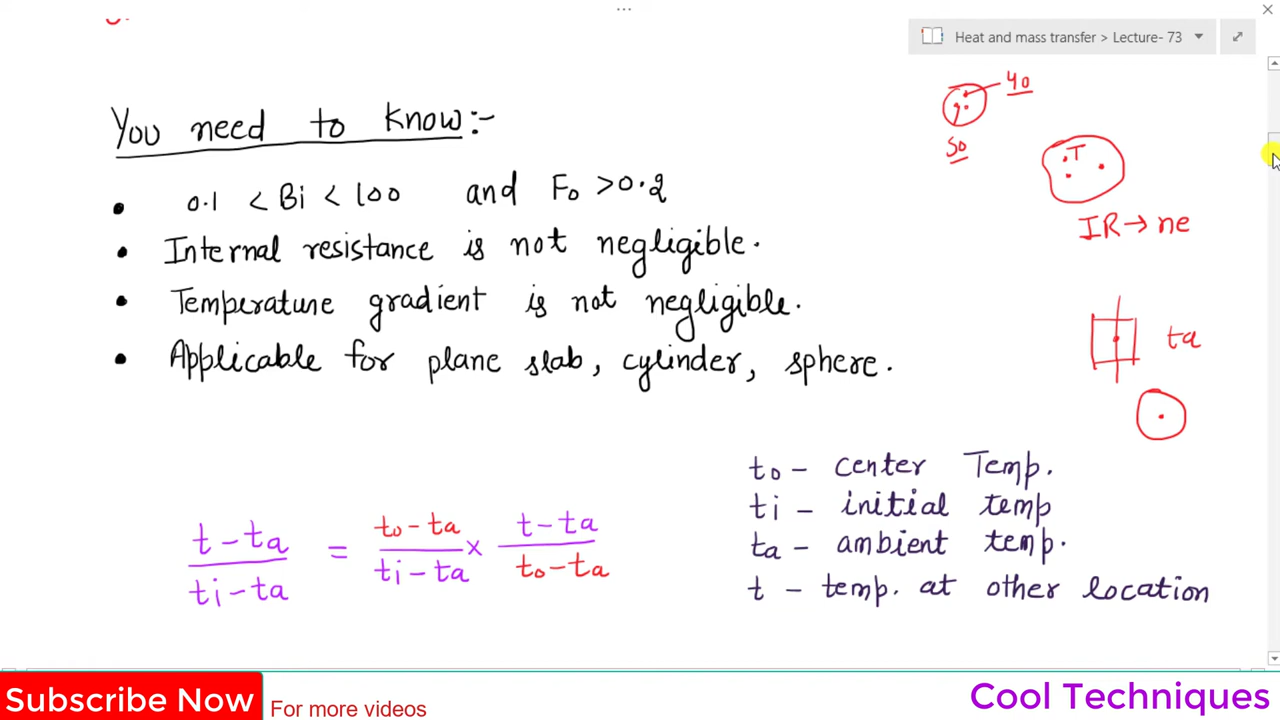 Heat and mass transfer > Lecture- 73
You need to know:-
40
50
T
IR → ne
• 0.1 < Bi < 100 and Fo > 0.2
• Internal resistance is not negligible.
• Temperature gradient is not negligible.
• Applicable for plane slab, cylinder, sphere.
ta
to - center Temp.
ti - initial temp
ta - ambient temp.
t - temp. at other location
t-ta / ti-ta = to-ta / ti-ta × t-ta / to-ta
Subscribe Now
For more videos
Cool Techniques